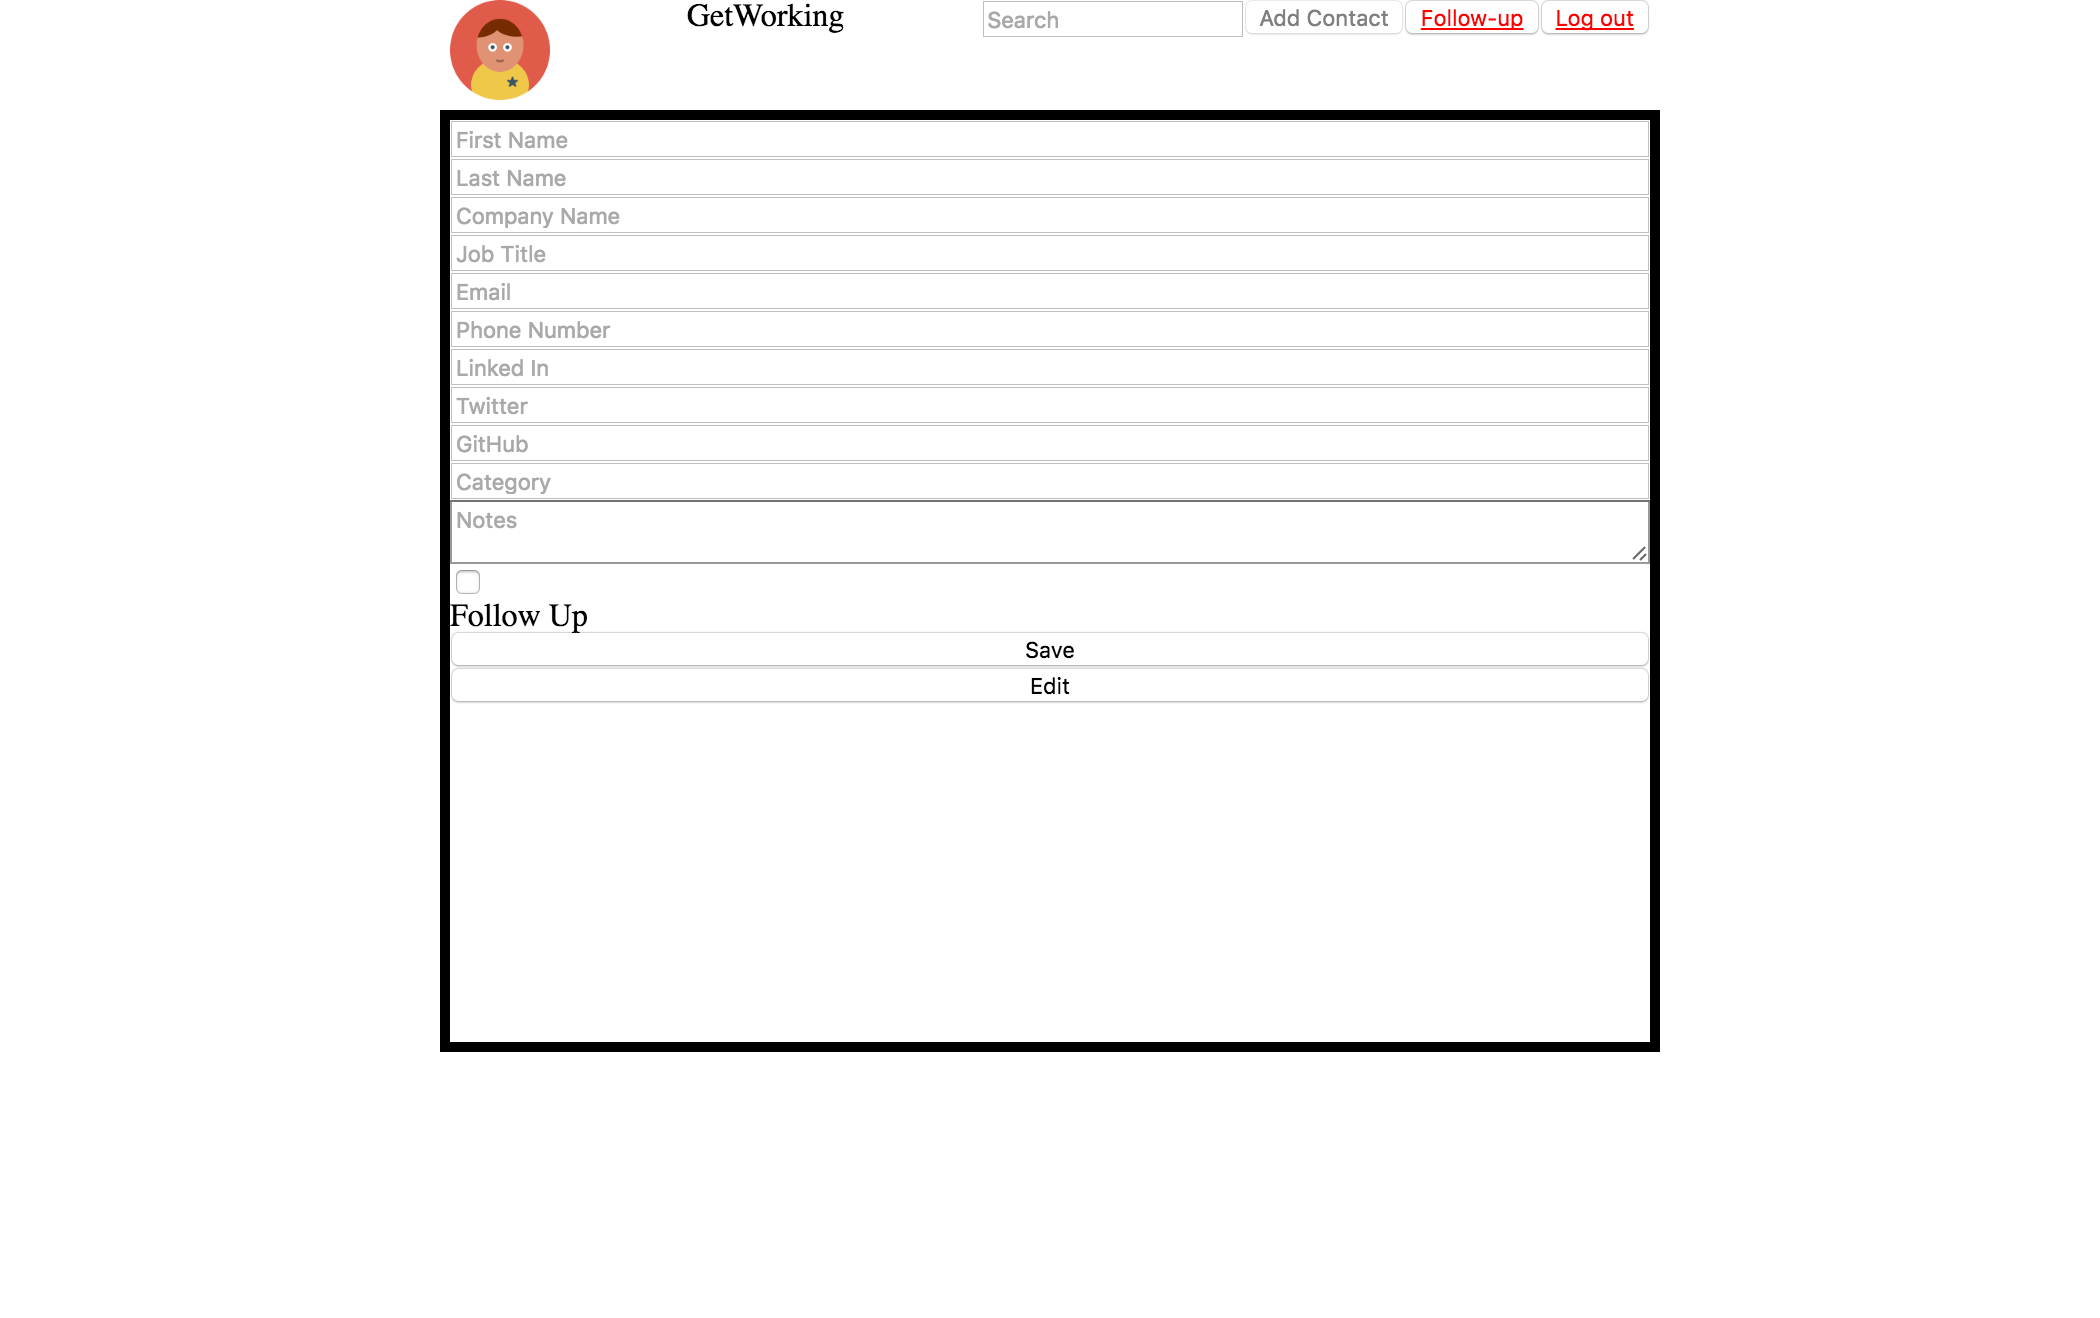 GetWorking
Search
Add Contact
Follow-up
Log out
First Name
Last Name
Company Name
Job Title
Email
Phone Number
Linked In
Twitter
GitHub
Category
Notes
Follow Up
Save
Edit